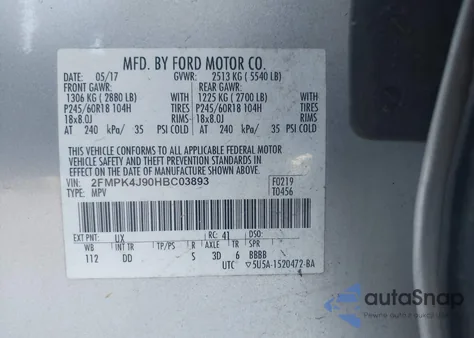 MFD. BY FORD MOTOR CO.
DATE: 05/17 GVWR: 2513 KG ( 5540 LB)
FRONT GAWR: REAR GAWR:
1306 KG ( 2880 LB) 1225 KG ( 2700 LB)
P245/60R18 104H TIRES P245/60R18 104H TIRES
18x8.0J RIMS 18x8.0J RIMS
AT 240 kPa/ 35 PSI COLD AT 240 kPa/ 35 PSI COLD
THIS VEHICLE CONFORMS TO ALL APPLICABLE FEDERAL MOTOR
VEHICLE SAFETY AND BUMPER STANDARDS AND THEFT PREVENTION
STANDARD IN EFFECT ON THE DATE OF MANUFACTURE SHOWN ABOVE.
VIN: 2FMPK4J90HBC03893 F0219
TYPE: MPV T0456
EXT PNT: UX RC: 41 DSO:
WB INT TR TP/PS R AXLE TR SPR
112 DD S 3D 6 BBBB
UTC ▽5U5A-1520472-BA
autoSnap